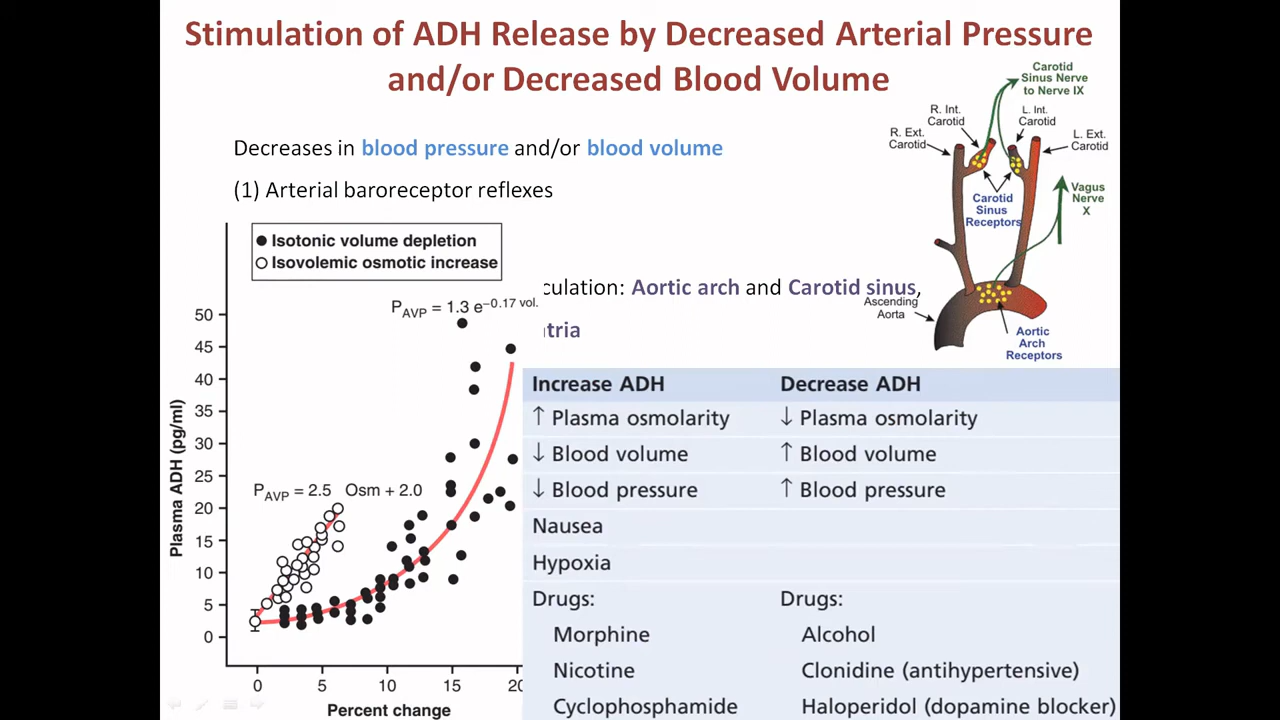 Stimulation of ADH Release by Decreased Arterial Pressure
and/or Decreased Blood Volume
Decreases in blood pressure and/or blood volume
(1) Arterial baroreceptor reflexes
culation: Aortic arch and Carotid sinus,
tria
Isotonic volume depletion
Isovolemic osmotic increase
P_AVP = 1.3 e^–0.17 vol.
P_AVP = 2.5 Osm + 2.0
Plasma ADH (pg/ml)
50
45
40
35
30
25
20
15
10
5
0
0 5 10 15 20
Percent change
Carotid
Sinus Nerve
to Nerve IX
R. Int.
Carotid
L. Int.
Carotid
R. Ext.
Carotid
L. Ext.
Carotid
Carotid
Sinus
Receptors
Vagus
Nerve
X
Ascending
Aorta
Aortic
Arch
Receptors
Increase ADH Decrease ADH
↑ Plasma osmolarity ↓ Plasma osmolarity
↓ Blood volume ↑ Blood volume
↓ Blood pressure ↑ Blood pressure
Nausea
Hypoxia
Drugs: Drugs:
Morphine Alcohol
Nicotine Clonidine (antihypertensive)
Cyclophosphamide Haloperidol (dopamine blocker)